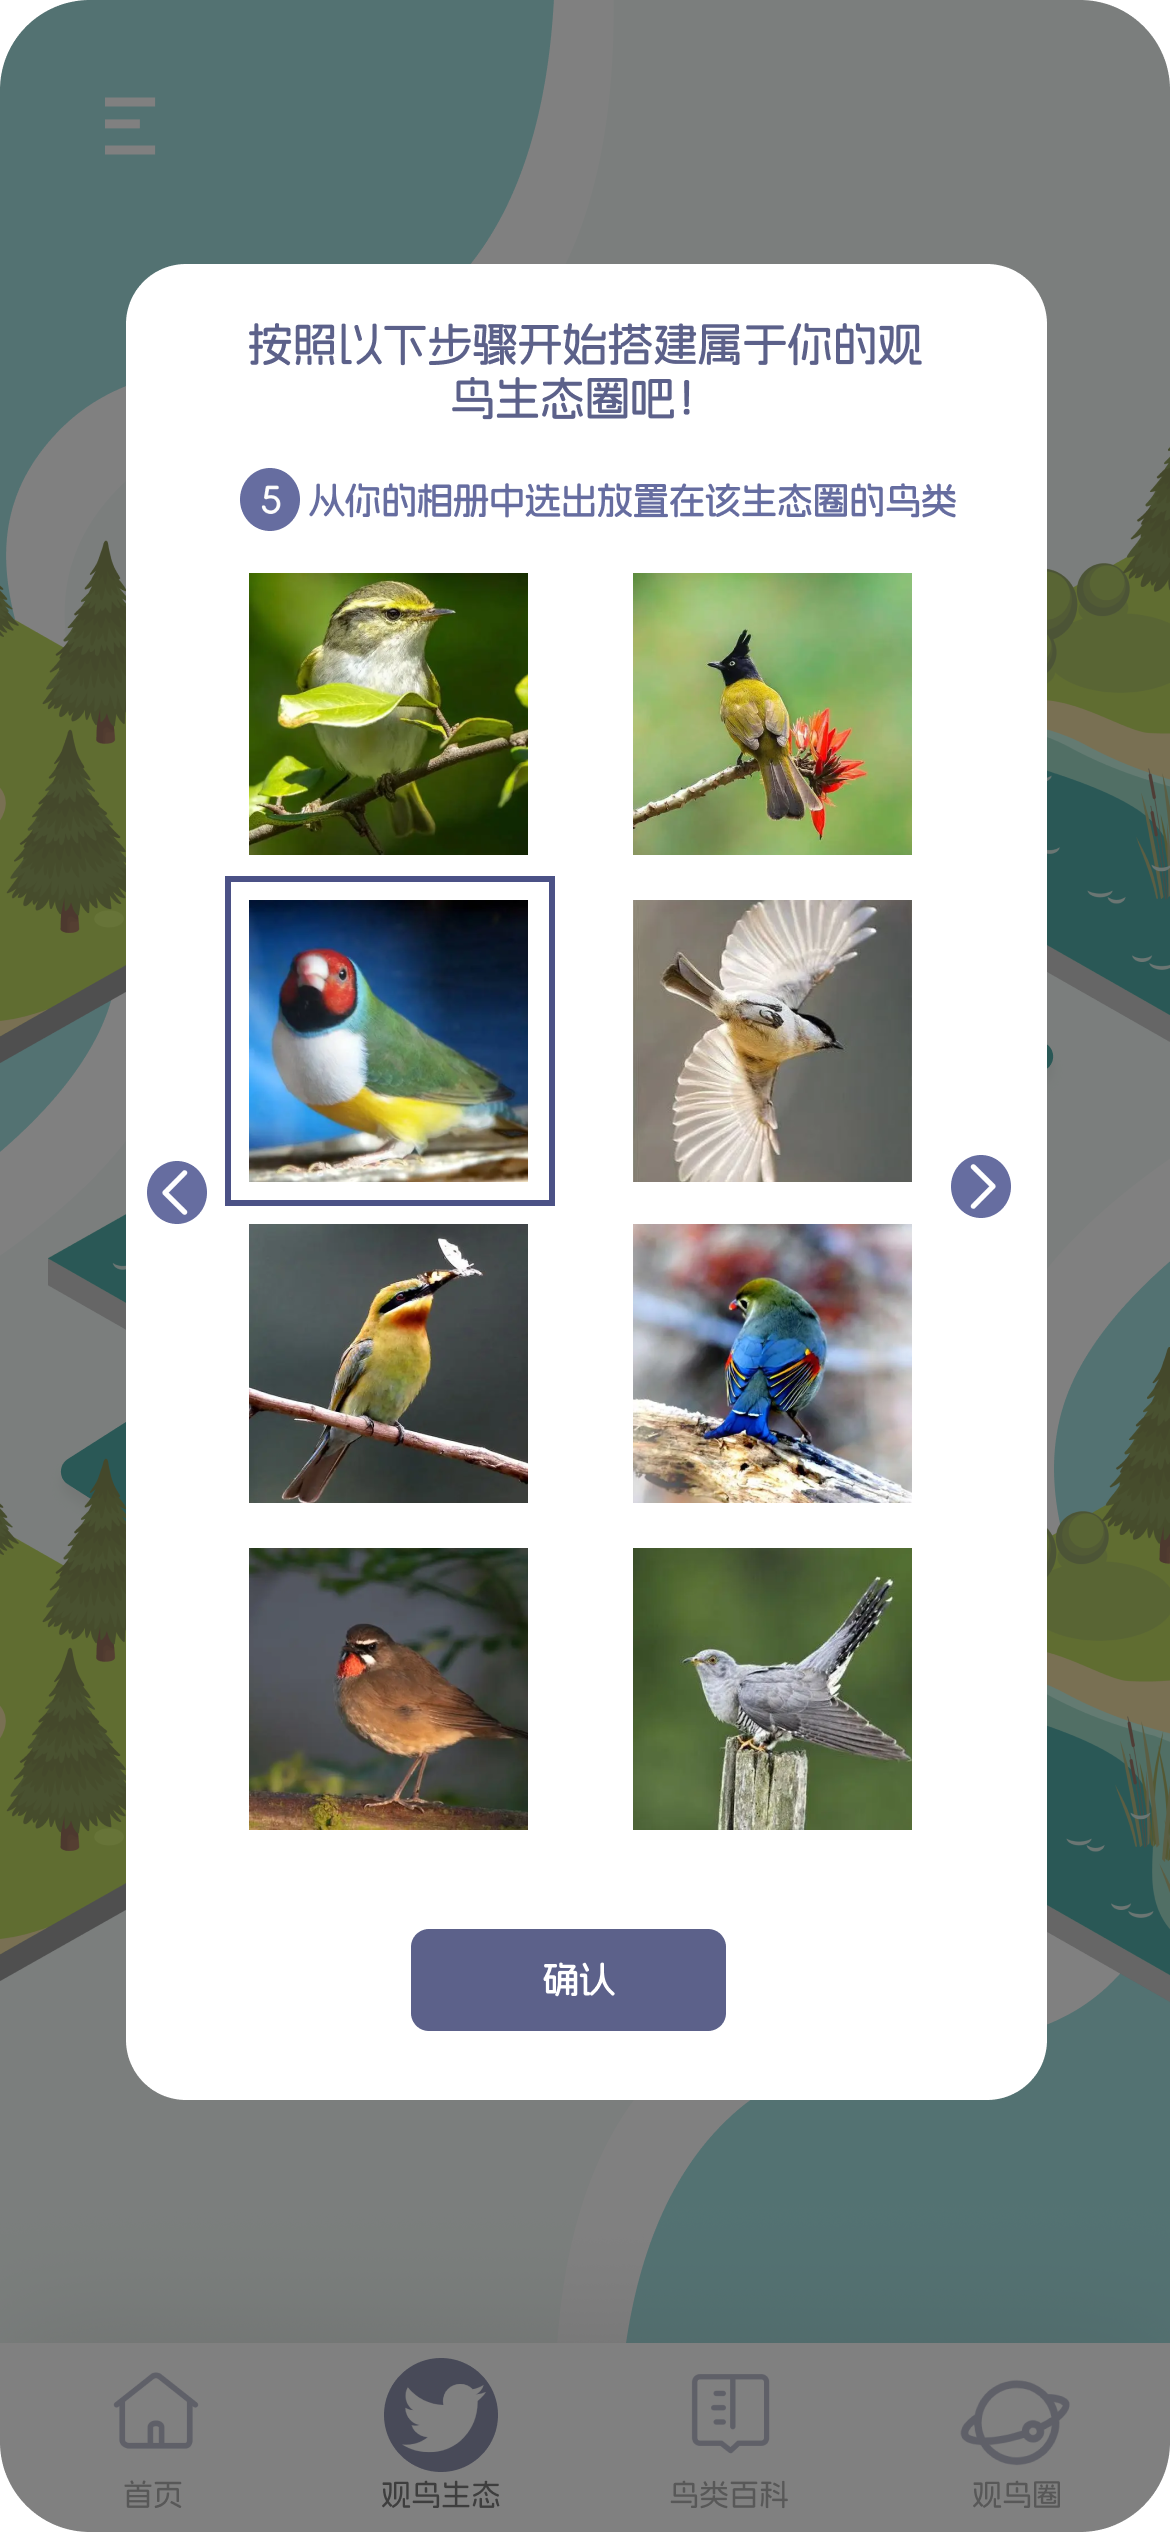 按照以下步骤开始搭建属于你的观
鸟生态圈吧！
5 从你的相册中选出放置在该生态圈的鸟类
确认
首页
观鸟生态
鸟类百科
观鸟圈